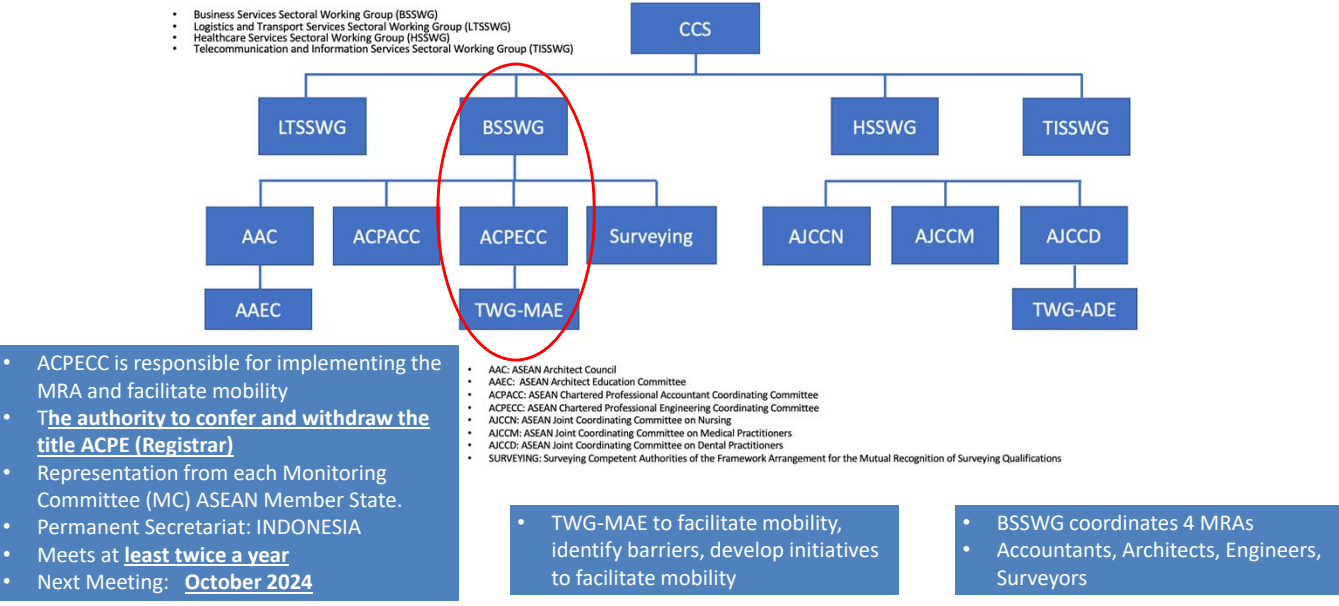 • Business Services Sectoral Working Group (BSSWG)
• Logistics and Transport Services Sectoral Working Group (LTSSWG)
• Healthcare Services Sectoral Working Group (HSSWG)
• Telecommunication and Information Services Sectoral Working Group (TISSWG)
CCS
LTSSWG
BSSWG
HSSWG
TISSWG
AAC
ACPACC
ACPECC
Surveying
AJCCN
AJCCM
AJCCD
AAEC
TWG-MAE
TWG-ADE
• ACPECC is responsible for implementing the
MRA and facilitate mobility
• The authority to confer and withdraw the
title ACPE (Registrar)
• Representation from each Monitoring
Committee (MC) ASEAN Member State.
• Permanent Secretariat: INDONESIA
• Meets at least twice a year
• Next Meeting: October 2024
• AAC: ASEAN Architect Council
• AAEC: ASEAN Architect Education Committee
• ACPACC: ASEAN Chartered Professional Accountant Coordinating Committee
• ACPECC: ASEAN Chartered Professional Engineering Coordinating Committee
• AJCCN: ASEAN Joint Coordinating Committee on Nursing
• AJCCM: ASEAN Joint Coordinating Committee on Medical Practitioners
• AJCCD: ASEAN Joint Coordinating Committee on Dental Practitioners
• SURVEYING: Surveying Competent Authorities of the Framework Arrangement for the Mutual Recognition of Surveying Qualifications
• TWG-MAE to facilitate mobility,
identify barriers, develop initiatives
to facilitate mobility
• BSSWG coordinates 4 MRAs
• Accountants, Architects, Engineers,
Surveyors